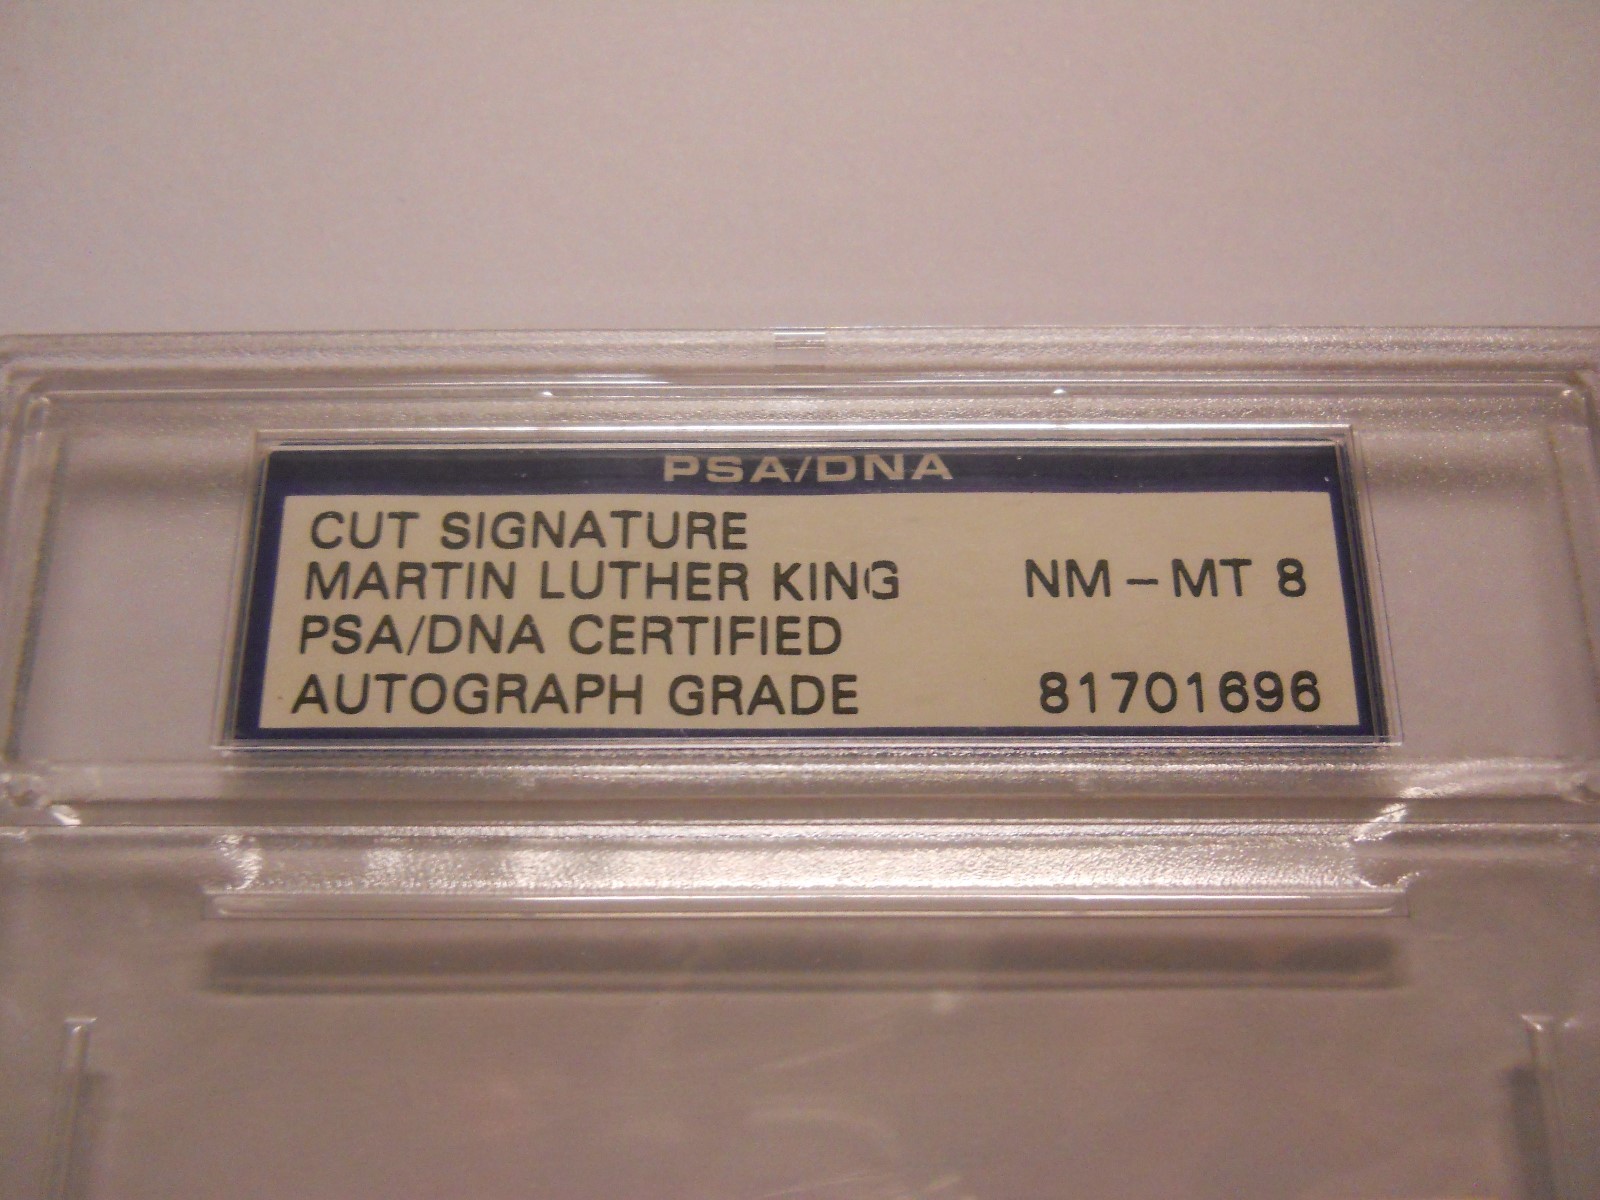 PSA/DNA
CUT SIGNATURE
MARTIN LUTHER KING NM-MT 8
PSA/DNA CERTIFIED
AUTOGRAPH GRADE 81701696